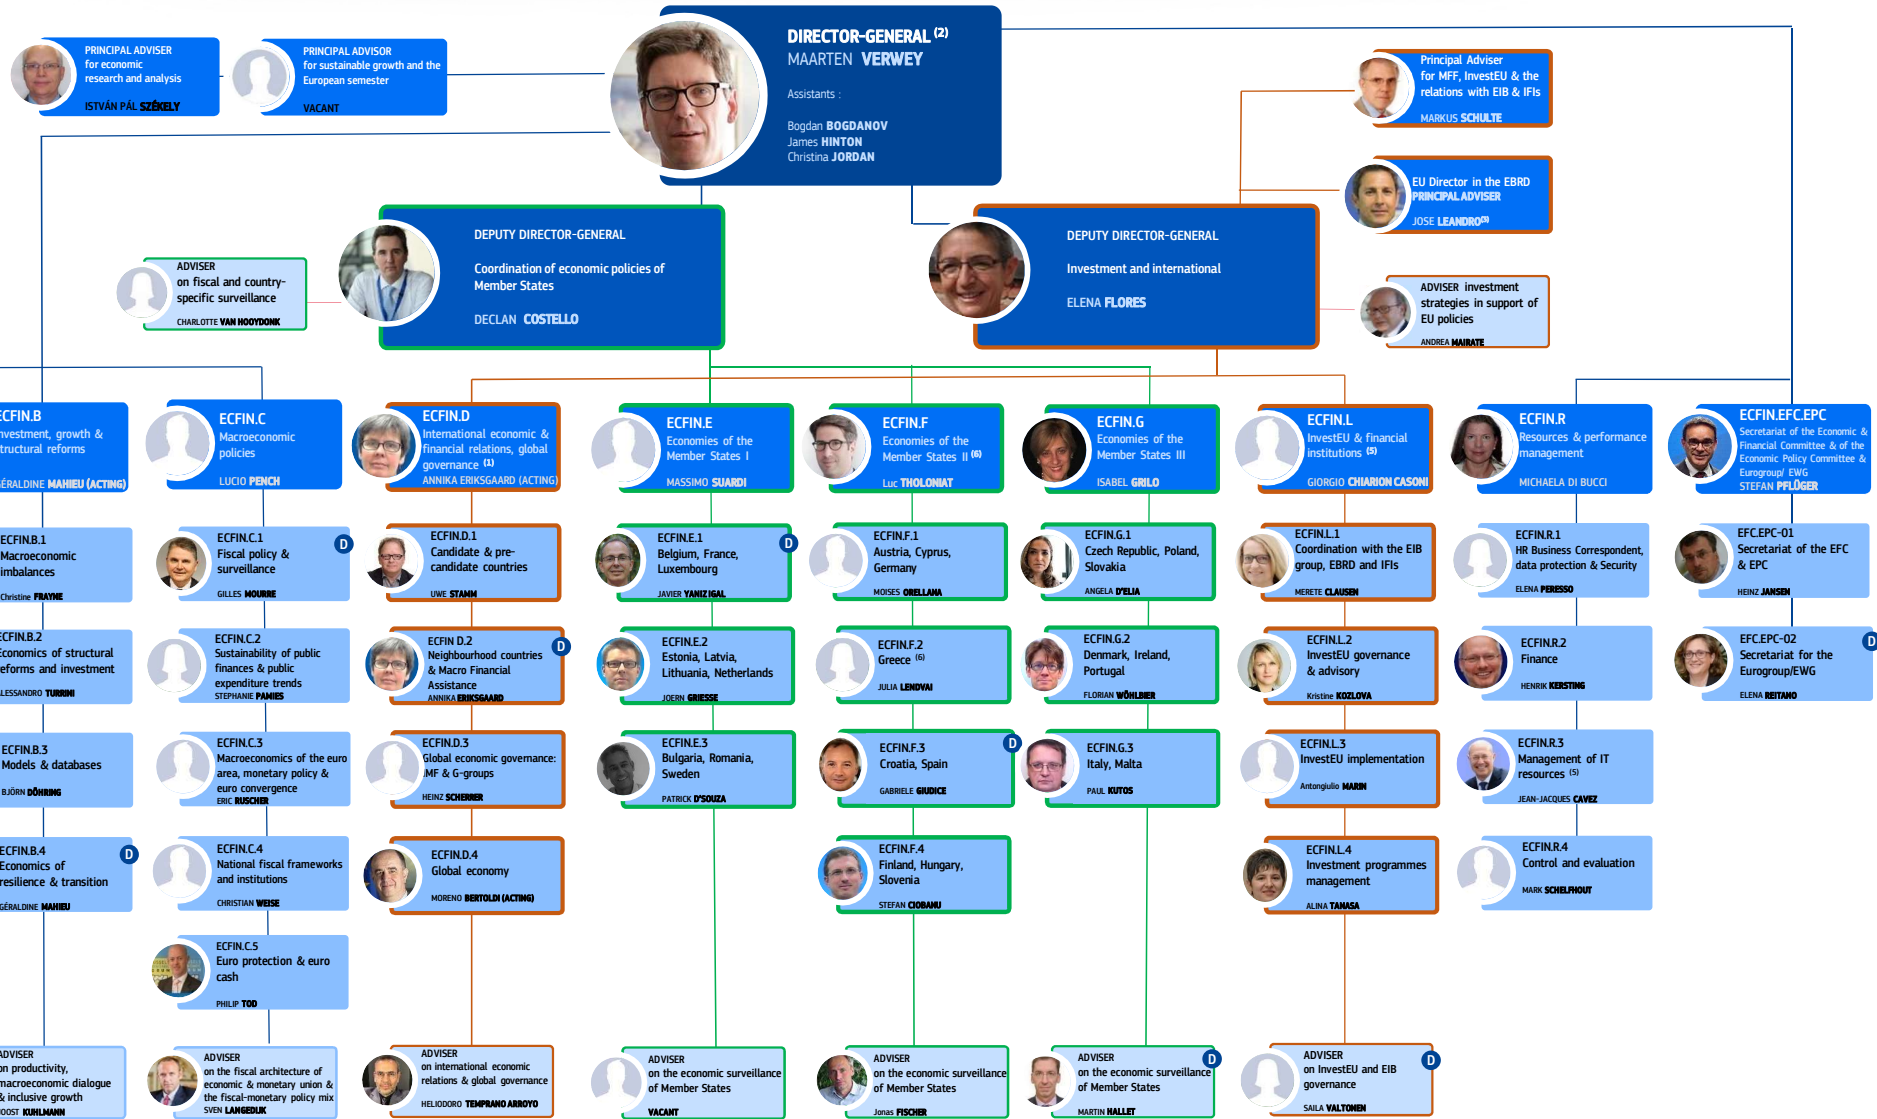 DIRECTOR-GENERAL (2)
MAARTEN VERWEY
Assistants :
Bogdan BOGDANOV
James HINTON
Christina JORDAN
PRINCIPAL ADVISER
for economic
research and analysis
ISTVÁN PÁL SZÉKELY
PRINCIPAL ADVISOR
for sustainable growth and the
European semester
VACANT
Principal Adviser
for MFF, InvestEU & the
relations with EIB & IFIs
MARKUS SCHULTE
EU Director in the EBRD
PRINCIPAL ADVISER
JOSE LEANDRO(3)
ADVISER investment
strategies in support of
EU policies
ANDREA MAIRATE
ADVISER
on fiscal and country-
specific surveillance
CHARLOTTE VAN HOOYDONK
DEPUTY DIRECTOR-GENERAL
Coordination of economic policies of
Member States
DECLAN COSTELLO
DEPUTY DIRECTOR-GENERAL
Investment and international
ELENA FLORES
ECFIN.B
nvestment, growth &
tructural reforms
ÉRALDINE MAHIEU (ACTING)
ECFIN.B.1
Macroeconomic
imbalances
Christine FRAYNE
ECFIN.B.2
Economics of structural
reforms and investment
ALESSANDRO TURRINI
ECFIN.B.3
Models & databases
BJÖRN DÖHRING
ECFIN.B.4
D
Economics of
resilience & transition
GÉRALDINE MAHIEU
ADVISER
on productivity,
macroeconomic dialogue
& inclusive growth
JOOST KUHLMANN
ECFIN.C
Macroeconomic
policies
LUCIO PENCH
ECFIN.C.1
D
Fiscal policy &
surveillance
GILLES MOURRE
ECFIN.C.2
Sustainability of public
finances & public
expenditure trends
STEPHANIE PAMIES
ECFIN.C.3
Macroeconomics of the euro
area, monetary policy &
euro convergence
ERIC RUSCHER
ECFIN.C.4
National fiscal frameworks
and institutions
CHRISTIAN WEISE
ECFIN.C.5
Euro protection & euro
cash
PHILIP TOD
ADVISER
on the fiscal architecture of
economic & monetary union &
the fiscal-monetary policy mix
SVEN LANGEDIJK
ECFIN.D
International economic &
financial relations, global
governance (1)
ANNIKA ERIKSGAARD (ACTING)
ECFIN.D.1
Candidate & pre-
candidate countries
UWE STAMM
ECFIN D.2
D
Neighbourhood countries
& Macro Financial
Assistance
ANNIKA ERIKSGAARD
ECFIN.D.3
Global economic governance:
IMF & G-groups
HEINZ SCHERRER
ECFIN.D.4
Global economy
MORENO BERTOLDI (ACTING)
ADVISER
on international economic
relations & global governance
HELIODORO TEMPRANO ARROYO
ECFIN.E
Economies of the
Member States I
MASSIMO SUARDI
ECFIN.E.1
D
Belgium, France,
Luxembourg
JAVIER YANIZ IGAL
ECFIN.E.2
Estonia, Latvia,
Lithuania, Netherlands
JOERN GRIESSE
ECFIN.E.3
Bulgaria, Romania,
Sweden
PATRICK D'SOUZA
ADVISER
on the economic surveillance
of Member States
VACANT
ECFIN.F
Economies of the
Member States II (6)
Luc THOLONIAT
ECFIN.F.1
Austria, Cyprus,
Germany
MOISES ORELLANA
ECFIN.F.2
Greece (6)
JULIA LENDVAI
ECFIN.F.3
D
Croatia, Spain
GABRIELE GIUDICE
ECFIN.F.4
Finland, Hungary,
Slovenia
STEFAN CIOBANU
ADVISER
on the economic surveillance
of Member States
Jonas FISCHER
ECFIN.G
Economies of the
Member States III
ISABEL GRILO
ECFIN.G.1
Czech Republic, Poland,
Slovakia
ANGELA D'ELIA
ECFIN.G.2
Denmark, Ireland,
Portugal
FLORIAN WÖHLBIER
ECFIN.G.3
Italy, Malta
PAUL KUTOS
ADVISER
D
on the economic surveillance
of Member States
MARTIN HALLET
ECFIN.L
InvestEU & financial
institutions (5)
GIORGIO CHIARION CASONI
ECFIN.L.1
Coordination with the EIB
group, EBRD and IFIs
MERETE CLAUSEN
ECFIN.L.2
InvestEU governance
& advisory
Kristine KOZLOVA
ECFIN.L.3
InvestEU implementation
Antongiulio MARIN
ECFIN.L.4
Investment programmes
management
ALINA TANASA
ADVISER
D
on InvestEU and EIB
governance
SAILA VALTONEN
ECFIN.R
Resources & performance
management
MICHAELA DI BUCCI
ECFIN.R.1
HR Business Correspondent,
data protection & Security
ELENA PERESSO
ECFIN.R.2
Finance
HENRIK KERSTING
ECFIN.R.3
Management of IT
resources (5)
JEAN-JACQUES CAVEZ
ECFIN.R.4
Control and evaluation
MARK SCHELFHOUT
ECFIN.EFC.EPC
Secretariat of the Economic &
Financial Committee & of the
Economic Policy Committee &
Eurogroup/ EWG
STEFAN PFLÜGER
EFC.EPC-01
Secretariat of the EFC
& EPC
HEINZ JANSEN
EFC.EPC-02
D
Secretariat for the
Eurogroup/EWG
ELENA REITANO